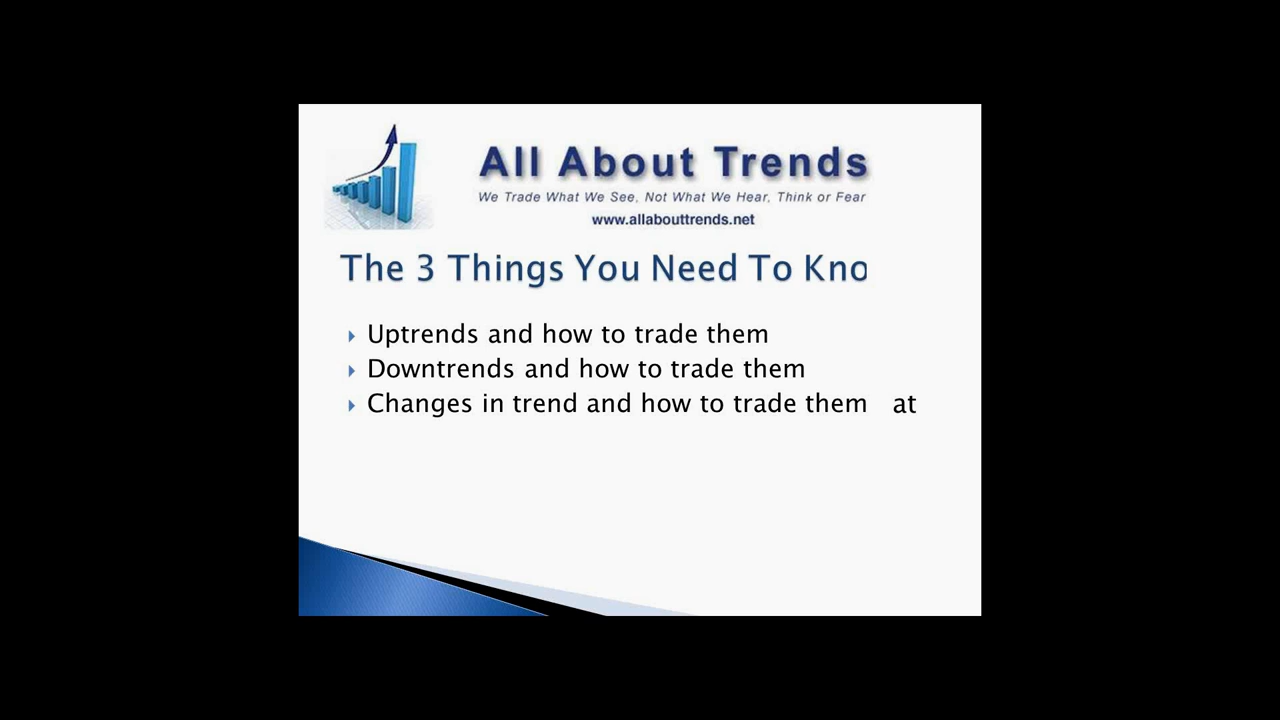 All About Trends
We Trade What We See, Not What We Hear, Think or Fear
www.allabouttrends.net
The 3 Things You Need To Kno
Uptrends and how to trade them
Downtrends and how to trade them
Changes in trend and how to trade them at